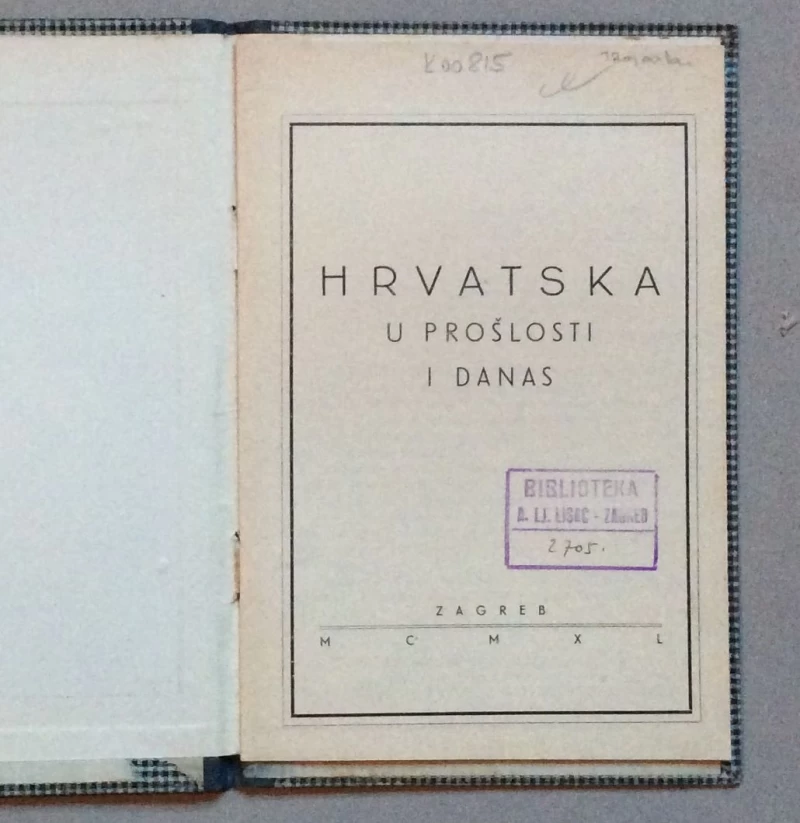 K00815
HRVATSKA
U PROŠLOSTI
I DANAS
BIBLIOTEKA
A. LJ. LISAC - ZAGREB
2705.
ZAGREB
M C M X L